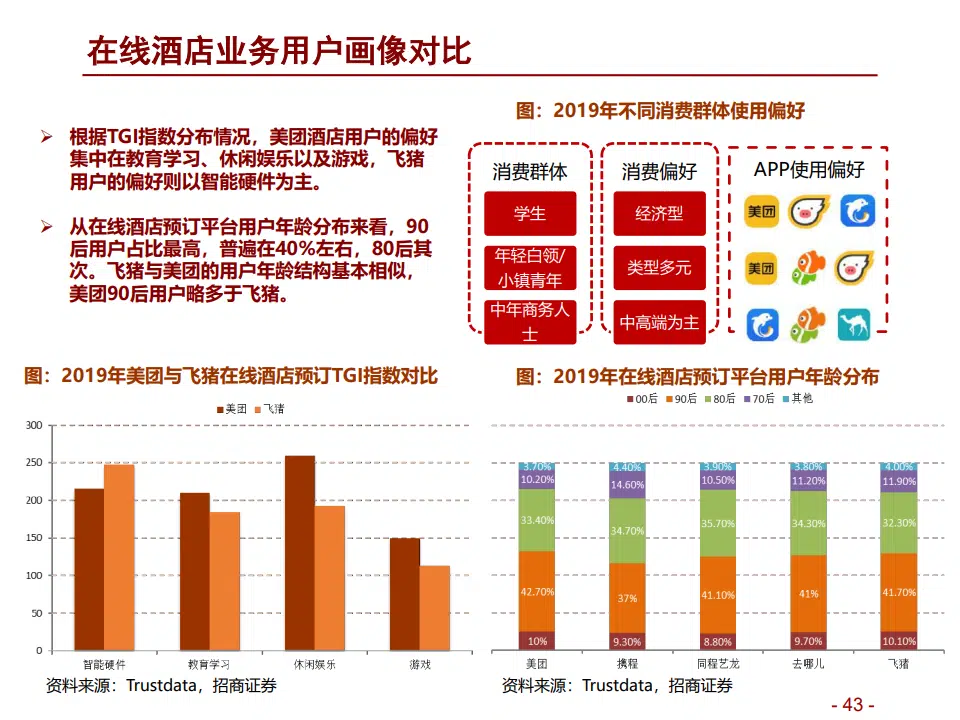 在线酒店业务用户画像对比
➢ 根据TGI指数分布情况，美团酒店用户的偏好
集中在教育学习、休闲娱乐以及游戏，飞猪
用户的偏好则以智能硬件为主。
➢ 从在线酒店预订平台用户年龄分布来看，90
后用户占比最高，普遍在40%左右，80后其
次。飞猪与美团的用户年龄结构基本相似，
美团90后用户略多于飞猪。
图：2019年不同消费群体使用偏好
消费群体 消费偏好 APP使用偏好
学生 经济型 美团
年轻白领/
小镇青年
类型多元 美团
中年商务人
士
中高端为主
图：2019年美团与飞猪在线酒店预订TGI指数对比
美团 飞猪
300
250
200
150
100
50
0
智能硬件 教育学习 休闲娱乐 游戏
资料来源：Trustdata，招商证券
图：2019年在线酒店预订平台用户年龄分布
00后 90后 80后 70后 其他
3.70% 4.40% 3.90% 3.80% 4.00%
10.20% 14.60% 10.50% 11.20% 11.90%
33.40% 34.70% 35.70% 34.30% 32.30%
42.70% 37% 41.10% 41% 41.70%
10% 9.30% 8.80% 9.70% 10.10%
美团 携程 同程艺龙 去哪儿 飞猪
资料来源：Trustdata，招商证券
- 43 -